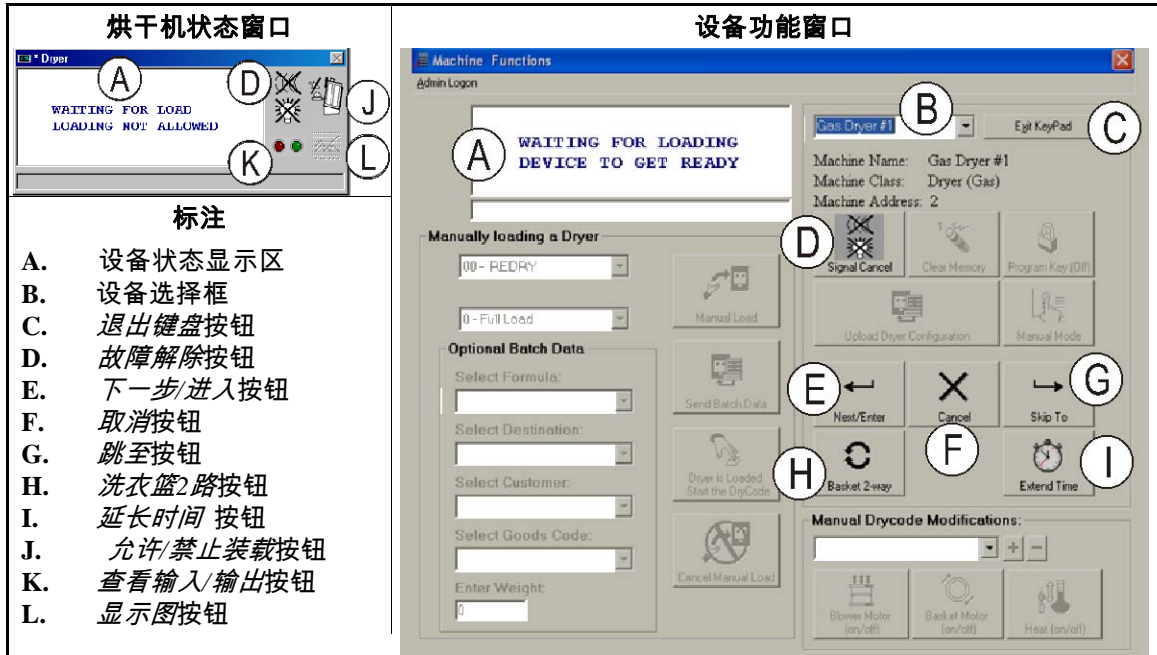 烘干机状态窗口
* Dryer
A
D
WAITING FOR LOAD
LOADING NOT ALLOWED
J
K
L
标注
A. 设备状态显示区
B. 设备选择框
C. 退出键盘按钮
D. 故障解除按钮
E. 下一步/进入按钮
F. 取消按钮
G. 跳至按钮
H. 洗衣篮2路按钮
I. 延长时间 按钮
J. 允许/禁止装载按钮
K. 查看输入/输出按钮
L. 显示图按钮
设备功能窗口
Machine Functions
Admin Logon
A
WAITING FOR LOADING
DEVICE TO GET READY
Manually loading a Dryer
00 - REDRY
0 - Full Load
Manual Load
Optional Batch Data
Select Formula:
Send Batch Data
Select Destination:
Select Customer:
Dryer is Loaded.
Start the DryCode
Select Goods Code:
Enter Weight:
0
Cancel Manual Load
Gas Dryer #1
B
Exit KeyPad
C
Machine Name: Gas Dryer #1
Machine Class: Dryer (Gas)
Machine Address: 2
D
Signal Cancel
Clear Memory
Program Key (Off)
Upload Dryer Configuration
Manual Mode
E
Next/Enter
Cancel
F
Skip To
G
H
Basket 2-way
Extend Time
I
Manual Drycode Modifications:
+
-
Blower Motor
(on/off)
Basket Motor
(on/off)
Heat (on/off)